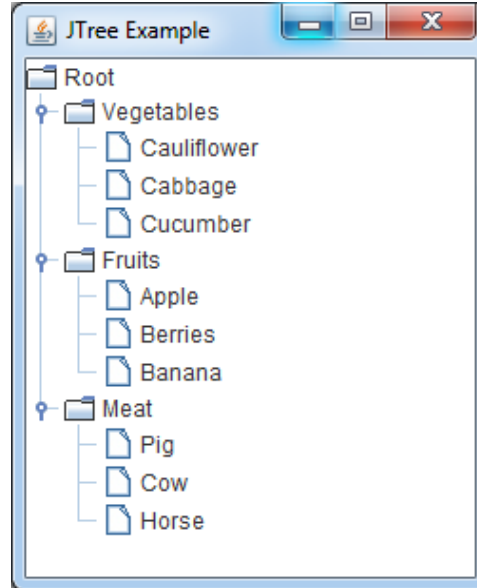 JTree Example
Root
Vegetables
Cauliflower
Cabbage
Cucumber
Fruits
Apple
Berries
Banana
Meat
Pig
Cow
Horse